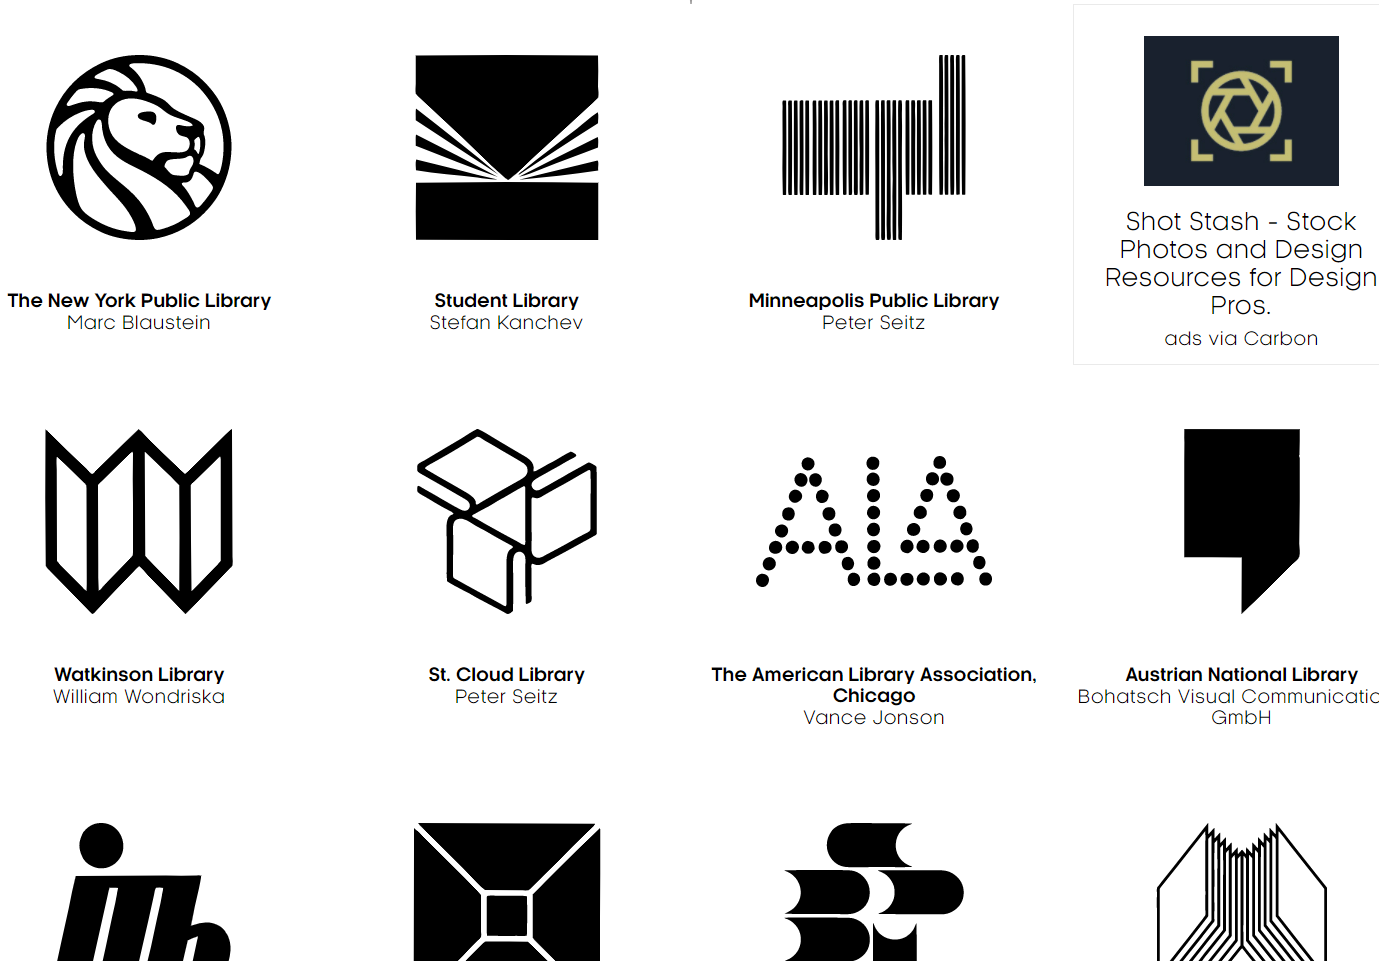 The New York Public Library
Marc Blaustein
Student Library
Stefan Kanchev
Minneapolis Public Library
Peter Seitz
Shot Stash - Stock
Photos and Design
Resources for Design
Pros.
ads via Carbon
Watkinson Library
William Wondriska
St. Cloud Library
Peter Seitz
ALA
The American Library Association,
Chicago
Vance Jonson
Austrian National Library
Bohatsch Visual Communicatio
GmbH